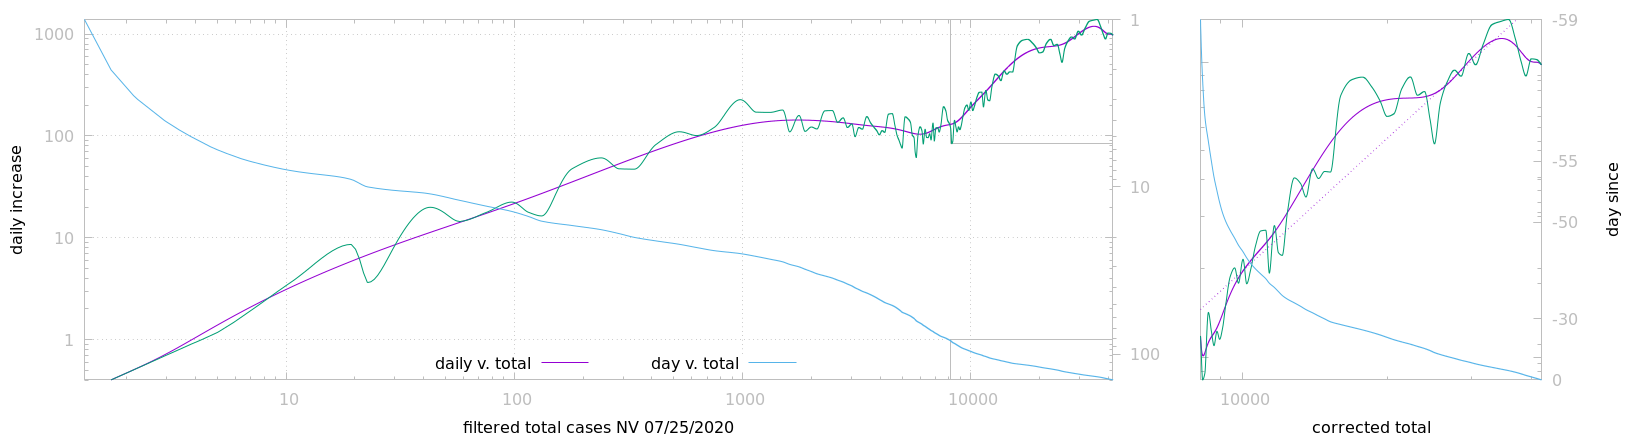 1000
100
10
1
daily increase
10
100
1000
10000
filtered total cases NV 07/25/2020
daily v. total
day v. total
1
10
100
10000
corrected total
-59
-55
-50
-30
0
day since